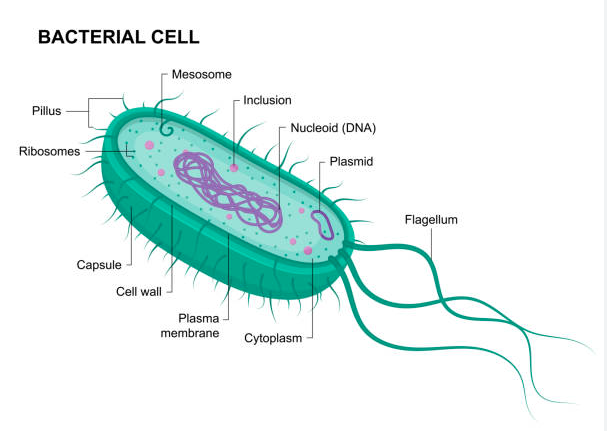 BACTERIAL CELL
Mesosome
Inclusion
Pillus
Nucleoid (DNA)
Ribosomes
Plasmid
Flagellum
Capsule
Cell wall
Plasma
membrane
Cytoplasm